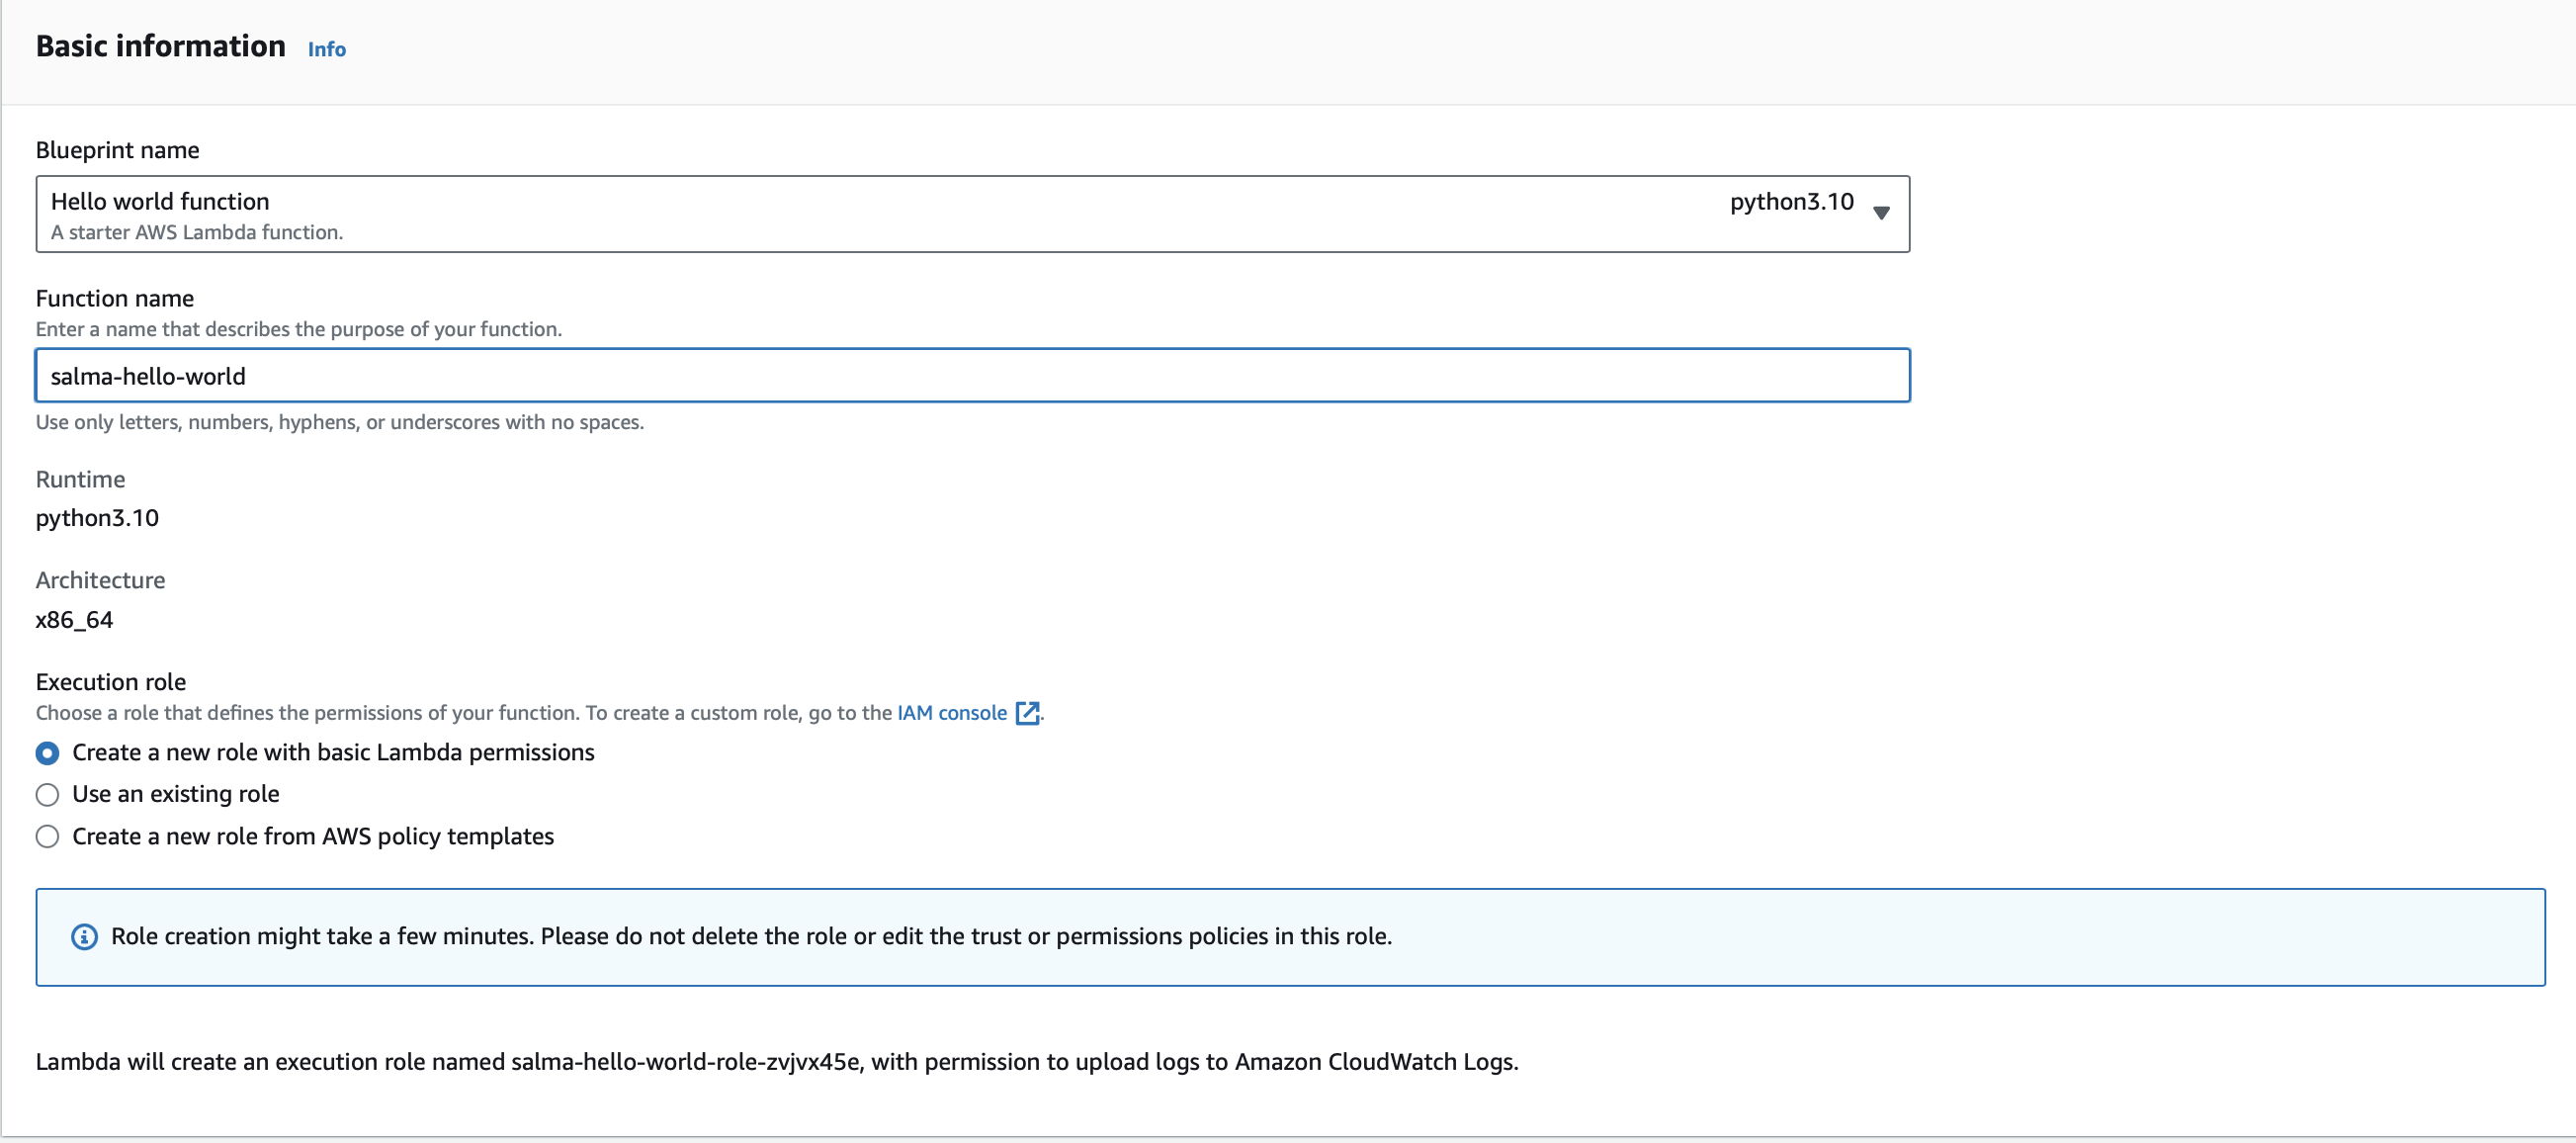 Basic information Info
Blueprint name
Hello world function python3.10
A starter AWS Lambda function.
Function name
Enter a name that describes the purpose of your function.
salma-hello-world
Use only letters, numbers, hyphens, or underscores with no spaces.
Runtime
python3.10
Architecture
x86_64
Execution role
Choose a role that defines the permissions of your function. To create a custom role, go to the IAM console.
Create a new role with basic Lambda permissions
Use an existing role
Create a new role from AWS policy templates
Role creation might take a few minutes. Please do not delete the role or edit the trust or permissions policies in this role.
Lambda will create an execution role named salma-hello-world-role-zvjvx45e, with permission to upload logs to Amazon CloudWatch Logs.